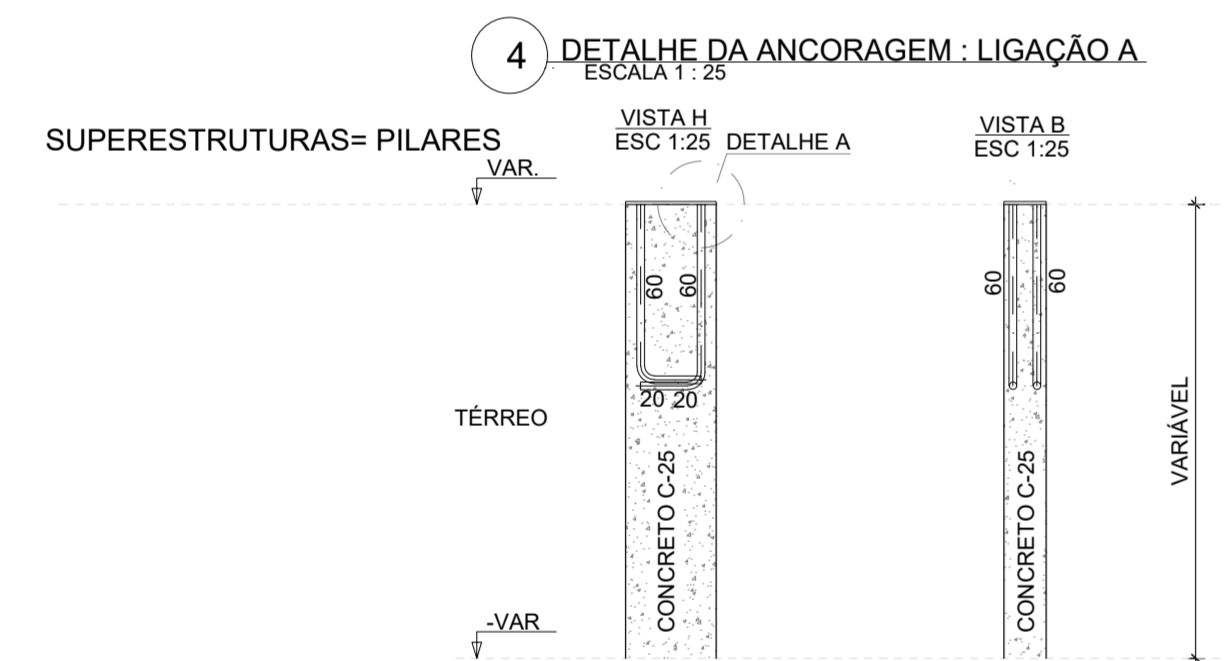 4
DETALHE DA ANCORAGEM : LIGAÇÃO A
ESCALA 1 : 25
SUPERESTRUTURAS= PILARES
VISTA H
ESC 1:25
DETALHE A
VISTA B
ESC 1:25
VAR.
60
60
60
60
20
20
TÉRREO
VARIÁVEL
CONCRETO C-25
CONCRETO C-25
-VAR